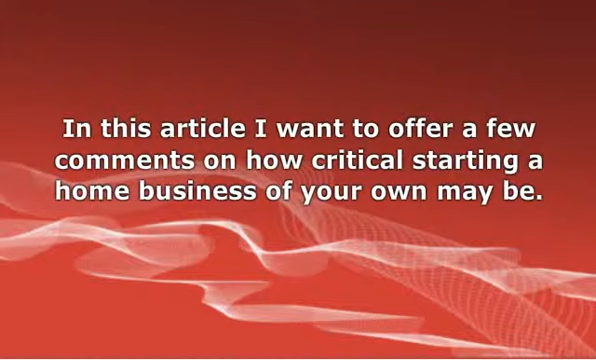 In this article I want to offer a few
comments on how critical starting a
home business of your own may be.